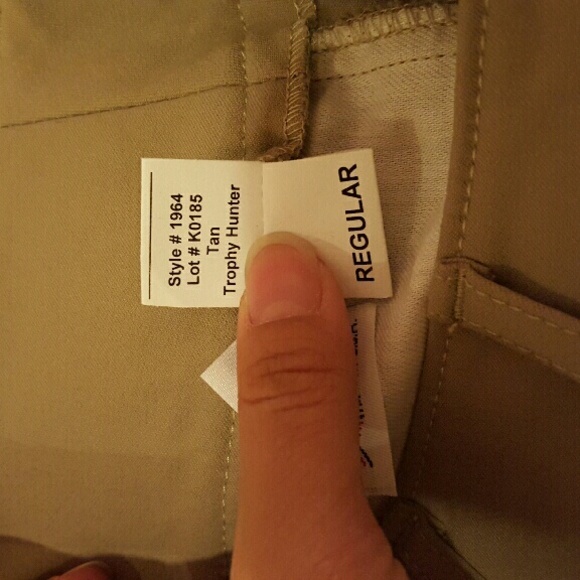 Style # 1964
Lot # K0185
Tan
Trophy Hunter
REGULAR